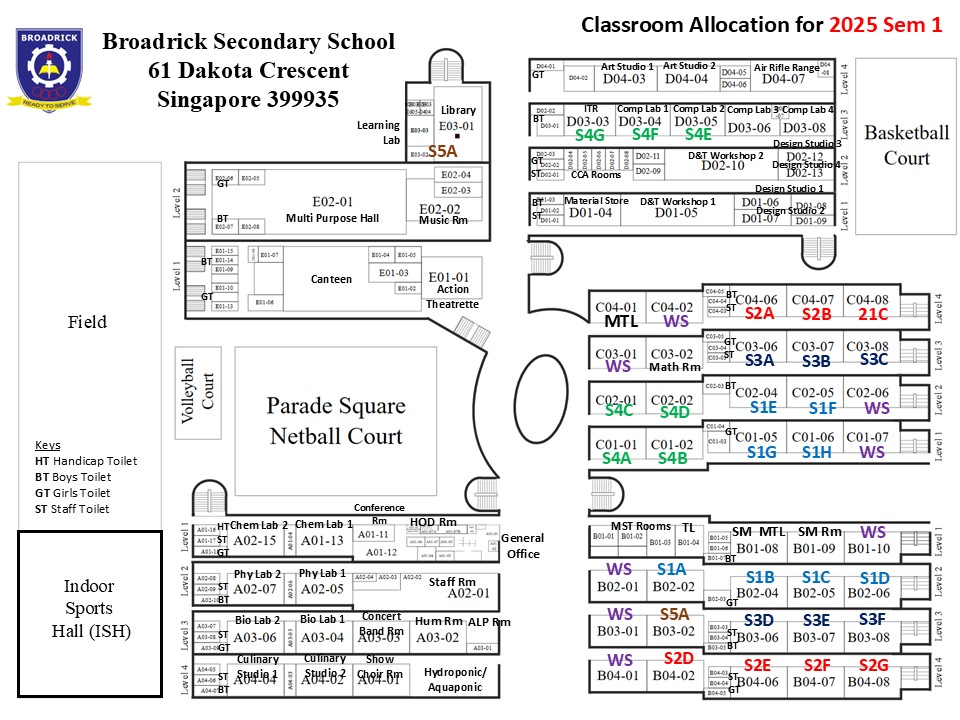 BROADRICK
READY TO SERVE
Broadrick Secondary School
61 Dakota Crescent
Singapore 399935
Classroom Allocation for 2025 Sem 1
Library
E03-01
E03-03
E03-02
S5A
Learning
Lab
Level 2
E02-06 E02-05
GT
E02-01
Multi Purpose Hall
BT
E02-07 E02-08
E02-04
E02-03
E02-02
Music Rm
Level 1
E01-15
BT E01-14
E01-09
E01-10
GT
E01-13
E01-07
E01-06
Canteen
E01-04 E01-05
E01-03
E01-02
E01-01
Action
Theatrette
D04-01
GT
D04-02
Art Studio 1
D04-03
Art Studio 2
D04-04
D04-05
D04-06
Air Rifle Range
D04-07
D04
-08
Level 4
D02-02
BT
D03-01
ITR
D03-03
S4G
Comp Lab 1
D03-04
S4F
Comp Lab 2
D03-05
S4E
Comp Lab 3
D03-06
Comp Lab 4
D03-08
Level 3
D02-03
GT D02-02
ST D02-01
D02-04
D02-05
D02-06
D02-07
D02-08
CCA Rooms
D02-11
D02-09
D&T Workshop 2
D02-10
Design Studio 3
D02-12
Design Studio 4
D02-13
Level 2
BT D01-03
D01-02
ST D01-01
Material Store
D01-04
D&T Workshop 1
D01-05
Design Studio 1
D01-06
D01-07
D01-08
Design Studio 2
D01-09
Level 1
Basketball
Court
Field
Volleyball
Court
Parade Square
Netball Court
Keys
HT Handicap Toilet
BT Boys Toilet
GT Girls Toilet
ST Staff Toilet
Indoor
Sports
Hall (ISH)
C04-01
MTL
C04-02
WS
C04-05 BT
C04-04 ST
C04-03
C04-06
S2A
C04-07
S2B
C04-08
21C
Level 4
C03-01
WS
C03-02
Math Rm
GT
C03-04
ST
C03-06
S3A
C03-07
S3B
C03-08
S3C
Level 3
C02-01
S4C
C02-02
S4D
C02-03 BT
C02-04
S1E
C02-05
S1F
C02-06
WS
Level 2
C01-01
S4A
C01-02
S4B
GT
C01-04
C01-03
C01-05
S1G
C01-06
S1H
C01-07
WS
Level 1
Level 1
A01-16 HT
A01-17 ST
GT
Chem Lab 2
A02-15
A01-04
Chem Lab 1
A01-13
Conference
Rm
A01-11
A01-12
HOD Rm
General
Office
Level 2
A02-08
A02-09 ST
BT
Phy Lab 2
A02-07
A02-06
Phy Lab 1
A02-05
A02-04 A02-03 A02-02
Staff Rm
A02-01
Level 3
A03-07
A03-08 ST
A03-09 GT
Bio Lab 2
A03-06
A03-05
Bio Lab 1
A03-04
Concert
Band Rm
A03-03
Hum Rm
A03-02
ALP Rm
A03-01
Level 4
A04-05
A04-06 ST
BT
Culinary
Studio 1
A04-04
A04-03
Culinary
Studio 2
A04-02
Show
Choir Rm
A04-01
Hydroponic/
Aquaponic
MST Rooms
B01-01 B01-02 B01-03
TL
B01-04
B01-05
B01-06
B01-07 BT
SM MTL
B01-08
SM Rm
B01-09
WS
B01-10
Level 1
WS
B02-01
S1A
B02-02
B02-03
GT
S1B
B02-04
S1C
B02-05
S1D
B02-06
Level 2
WS
B03-01
S5A
B03-02
B03-03
B03-04 ST
B03-05 BT
S3D
B03-06
S3E
B03-07
S3F
B03-08
Level 3
WS
B04-01
S2D
B04-02
B04-03 ST
B04-04
B04-05 GT
S2E
B04-06
S2F
B04-07
S2G
B04-08
Level 4